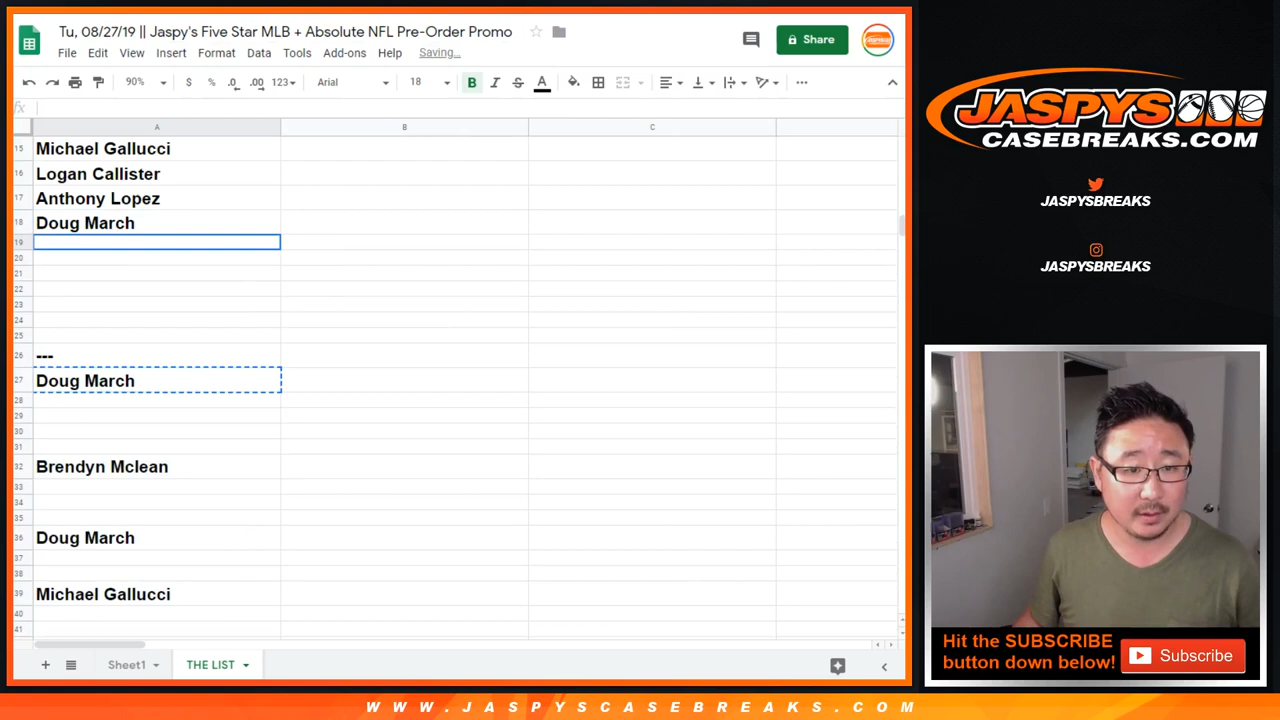 Tu, 08/27/19 || Jaspy's Five Star MLB + Absolute NFL Pre-Order Promo
File Edit View Insert Format Data Tools Add-ons Help Saving...
Share
90% $ % .0 .00 123 Arial 18 B I S A
fx
A B C
15 Michael Gallucci
16 Logan Callister
17 Anthony Lopez
18 Doug March
19
20
21
22
23
24
25
26 ---
27 Doug March
28
29
30
31
32 Brendyn Mclean
33
34
35
36 Doug March
37
38
39 Michael Gallucci
40
41
Sheet1 THE LIST
JASPYS
CASEBREAKS.COM
JASPYSBREAKS
JASPYSBREAKS
Hit the SUBSCRIBE
button down below!
Subscribe
WWW.JASPYSCASEBREAKS.COM